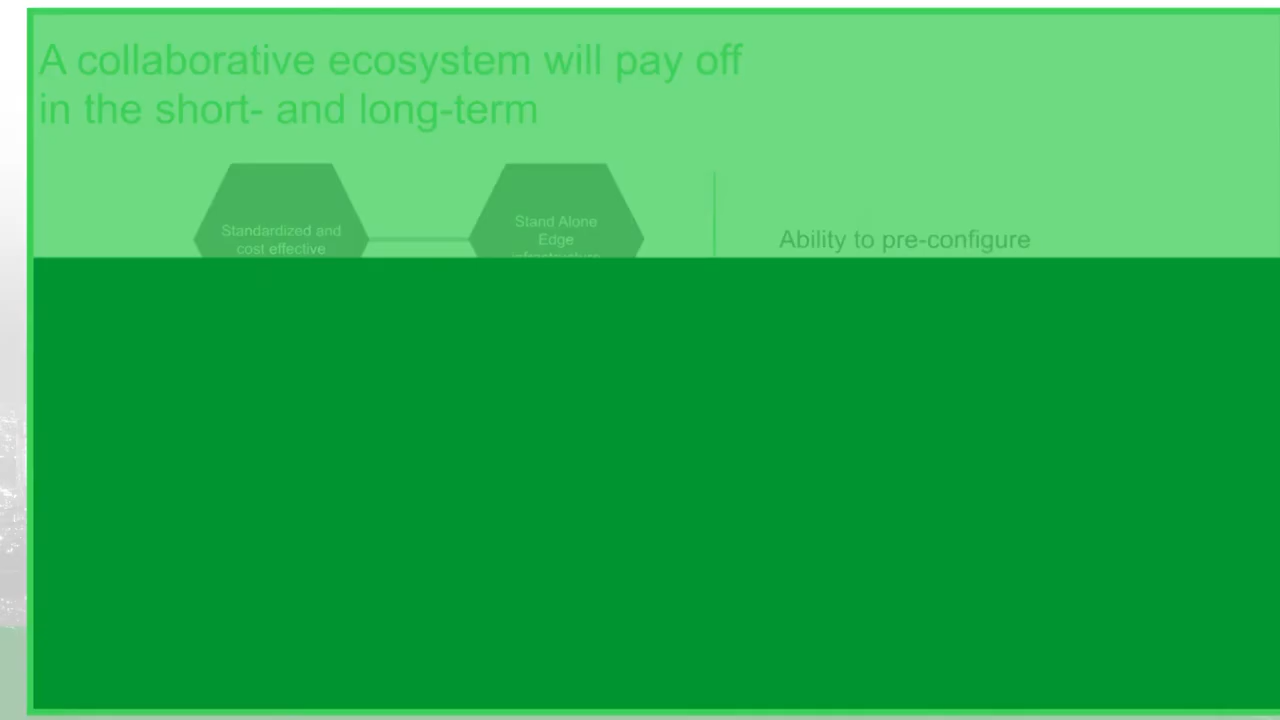 A collaborative ecosystem will pay off
in the short- and long-term
Standardized and
cost effective
Stand Alone
Edge
infrastructure
Ability to pre-configure